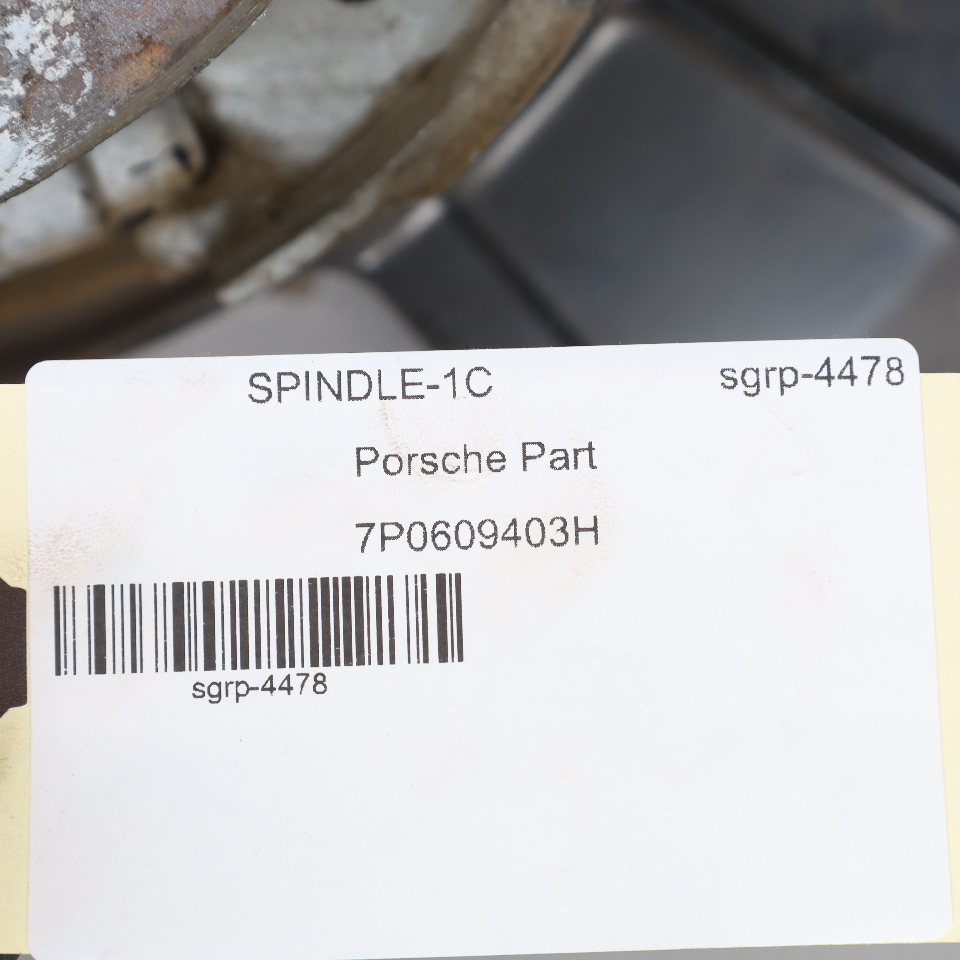 SPINDLE-1C sgrp-4478
Porsche Part
7P0609403H
sgrp-4478